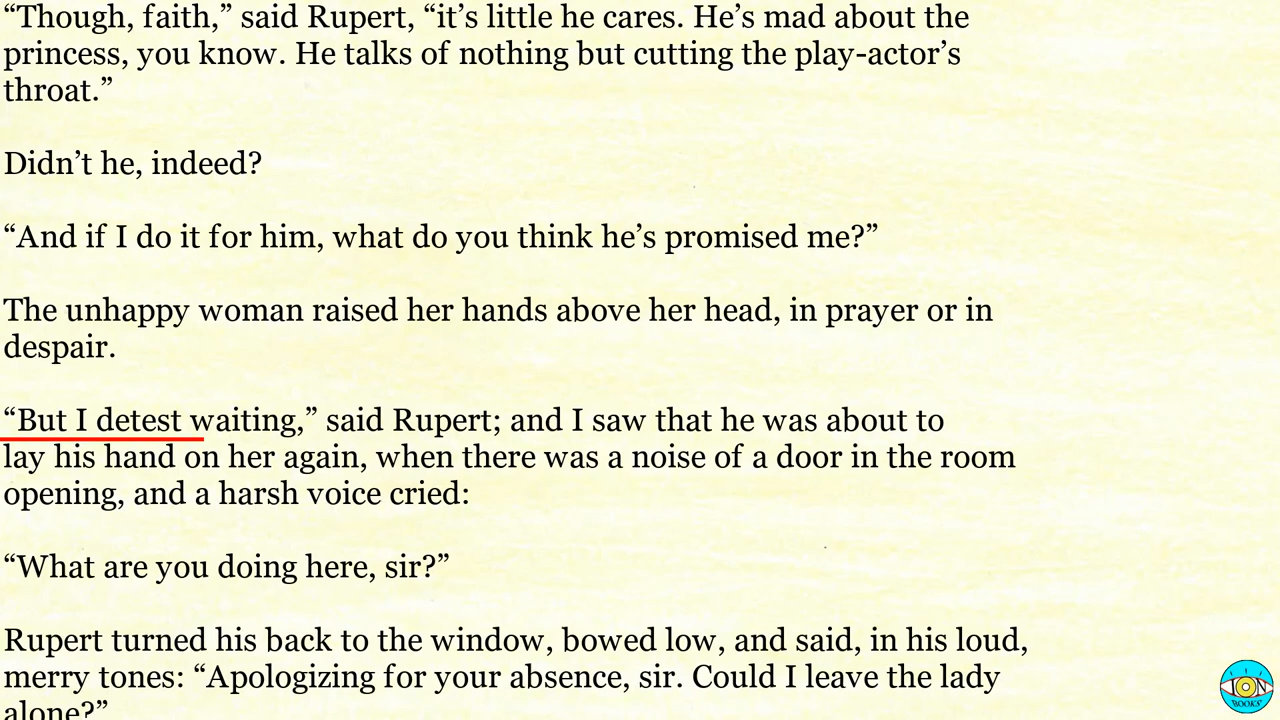 “Though, faith,” said Rupert, “it’s little he cares. He’s mad about the
princess, you know. He talks of nothing but cutting the play-actor’s
throat.”
Didn’t he, indeed?
“And if I do it for him, what do you think he’s promised me?”
The unhappy woman raised her hands above her head, in prayer or in
despair.
“But I detest waiting,” said Rupert; and I saw that he was about to
lay his hand on her again, when there was a noise of a door in the room
opening, and a harsh voice cried:
“What are you doing here, sir?”
Rupert turned his back to the window, bowed low, and said, in his loud,
merry tones: “Apologizing for your absence, sir. Could I leave the lady
alone?”
ION
BOOKS